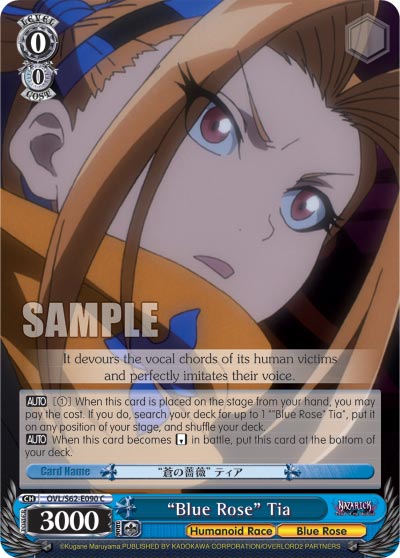 LEVEL
0
0
COST
SAMPLE
It devours the vocal chords of its human victims
and perfectly imitates their voice.
AUTO [①] When this card is placed on the stage from your hand, you may
pay the cost. If you do, search your deck for up to 1 "“Blue Rose” Tia", put it
on any position of your stage, and shuffle your deck.
AUTO When this card becomes in battle, put this card at the bottom of
your deck.
Card Name “蒼の薔薇” ティア
CH OVL/S62-E090 C
3000
“Blue Rose” Tia
NAZARICK
Humanoid Race Blue Rose
©Kugane Maruyama,PUBLISHED BY KADOKAWA CORPORATION/OVERLORD2 PARTNERS